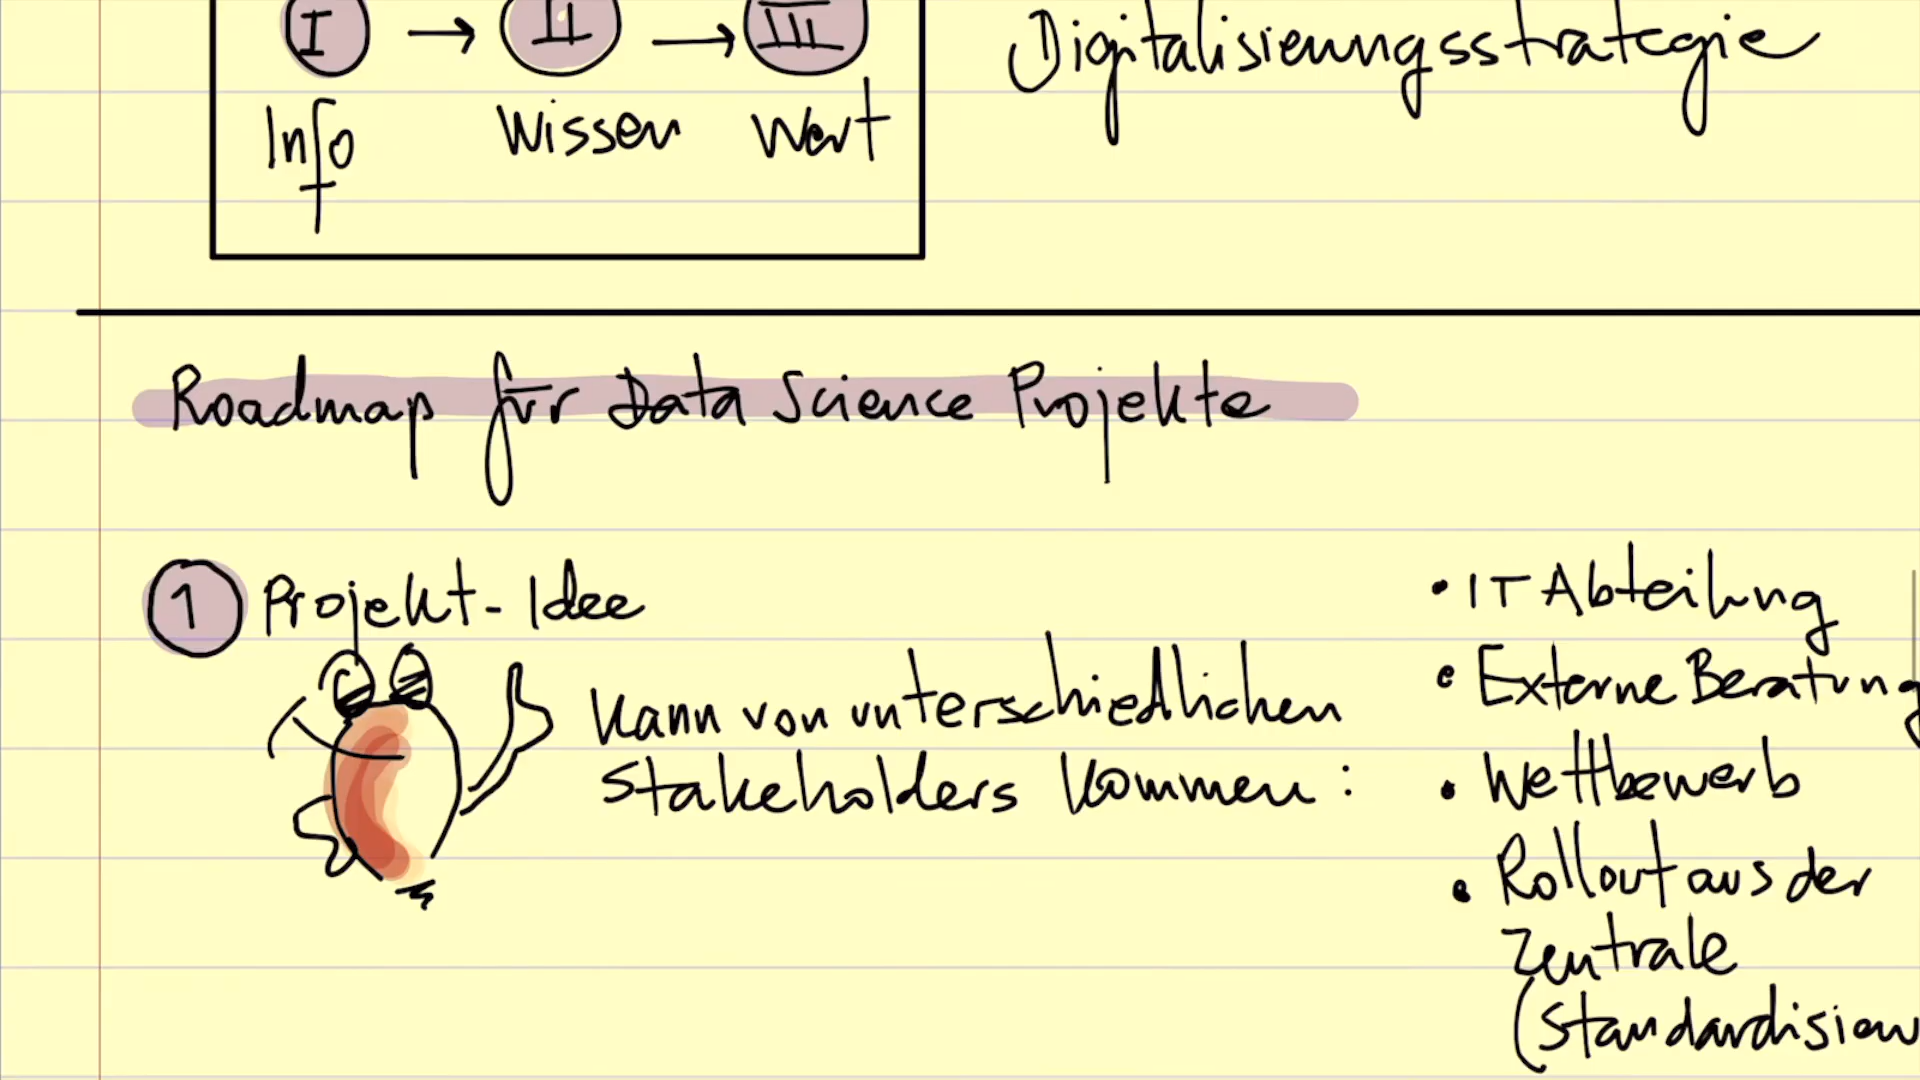 I → II → III
Digitalisierungsstrategie
Info Wissen Wert
Roadmap für Data Science Projekte
1 Projekt-Idee
kann von unterschiedlichen
Stakeholders kommen:
• IT Abteilung
• Externe Beratung
• Wettbewerb
• Rollout aus der
Zentrale
(Standardisier